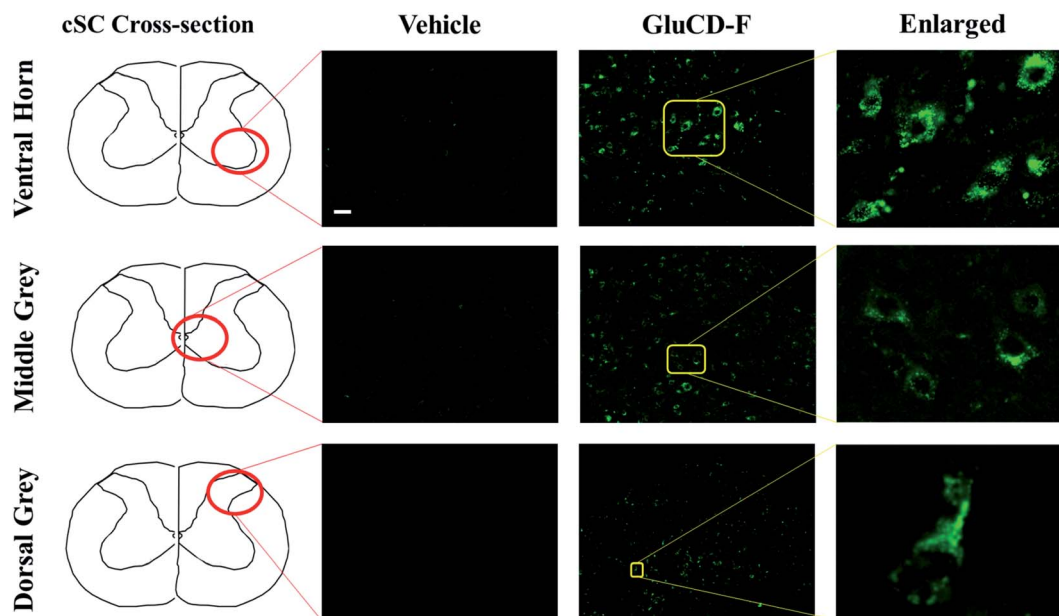 cSC Cross-section
Vehicle
GluCD-F
Enlarged
Ventral Horn
Middle Grey
Dorsal Grey